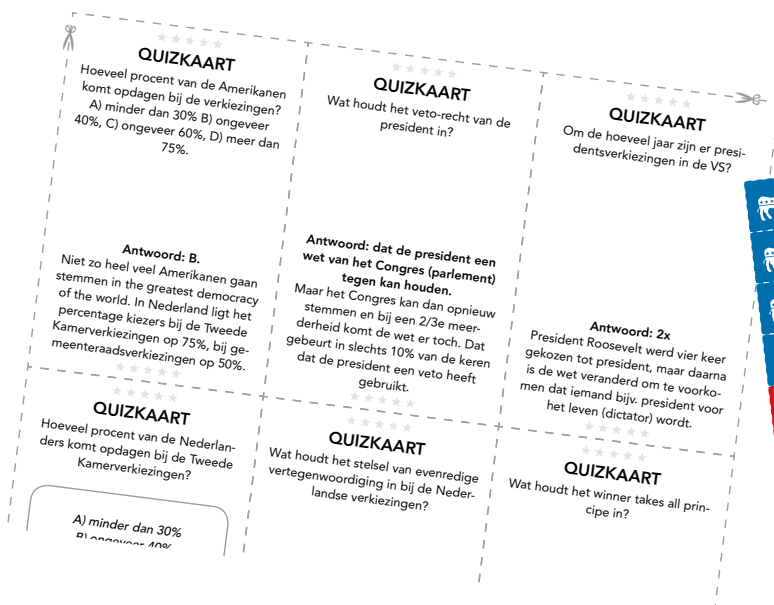 QUIZKAART
Hoeveel procent van de Amerikanen
komt opdagen bij de verkiezingen?
A) minder dan 30% B) ongeveer
40%, C) ongeveer 60%, D) meer dan
75%.
Antwoord: B.
Niet zo heel veel Amerikanen gaan
stemmen in the greatest democracy
of the world. In Nederland ligt het
percentage kiezers bij de Tweede
Kamerverkiezingen op 75%, bij ge-
meenteraadsverkiezingen op 50%.
QUIZKAART
Wat houdt het veto-recht van de
president in?
Antwoord: dat de president een
wet van het Congres (parlement)
tegen kan houden.
Maar het Congres kan dan opnieuw
stemmen en bij een 2/3e meer-
derheid komt de wet er toch. Dat
gebeurt in slechts 10% van de keren
dat de president een veto heeft
gebruikt.
QUIZKAART
Om de hoeveel jaar zijn er presi-
dentsverkiezingen in de VS?
Antwoord: 2x
President Roosevelt werd vier keer
gekozen tot president, maar daarna
is de wet veranderd om te voorko-
men dat iemand bijv. president voor
het leven (dictator) wordt.
QUIZKAART
Hoeveel procent van de Nederlan-
ders komt opdagen bij de Tweede
Kamerverkiezingen?
A) minder dan 30%
B) ongeveer 40%
QUIZKAART
Wat houdt het stelsel van evenredige
vertegenwoordiging in bij de Neder-
landse verkiezingen?
QUIZKAART
Wat houdt het winner takes all prin-
cipe in?